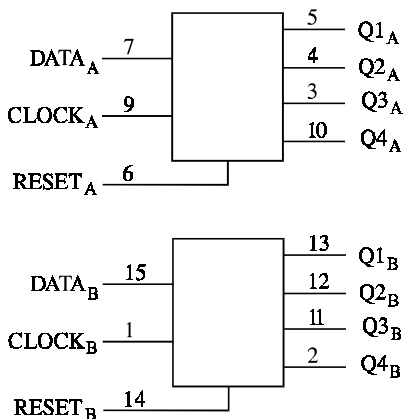 5 Q1A
DATAA 7 4 Q2A
CLOCKA 9 3 Q3A
10 Q4A
RESETA 6
13 Q1B
DATAB 15 12 Q2B
CLOCKB 1 11 Q3B
2 Q4B
RESETB 14